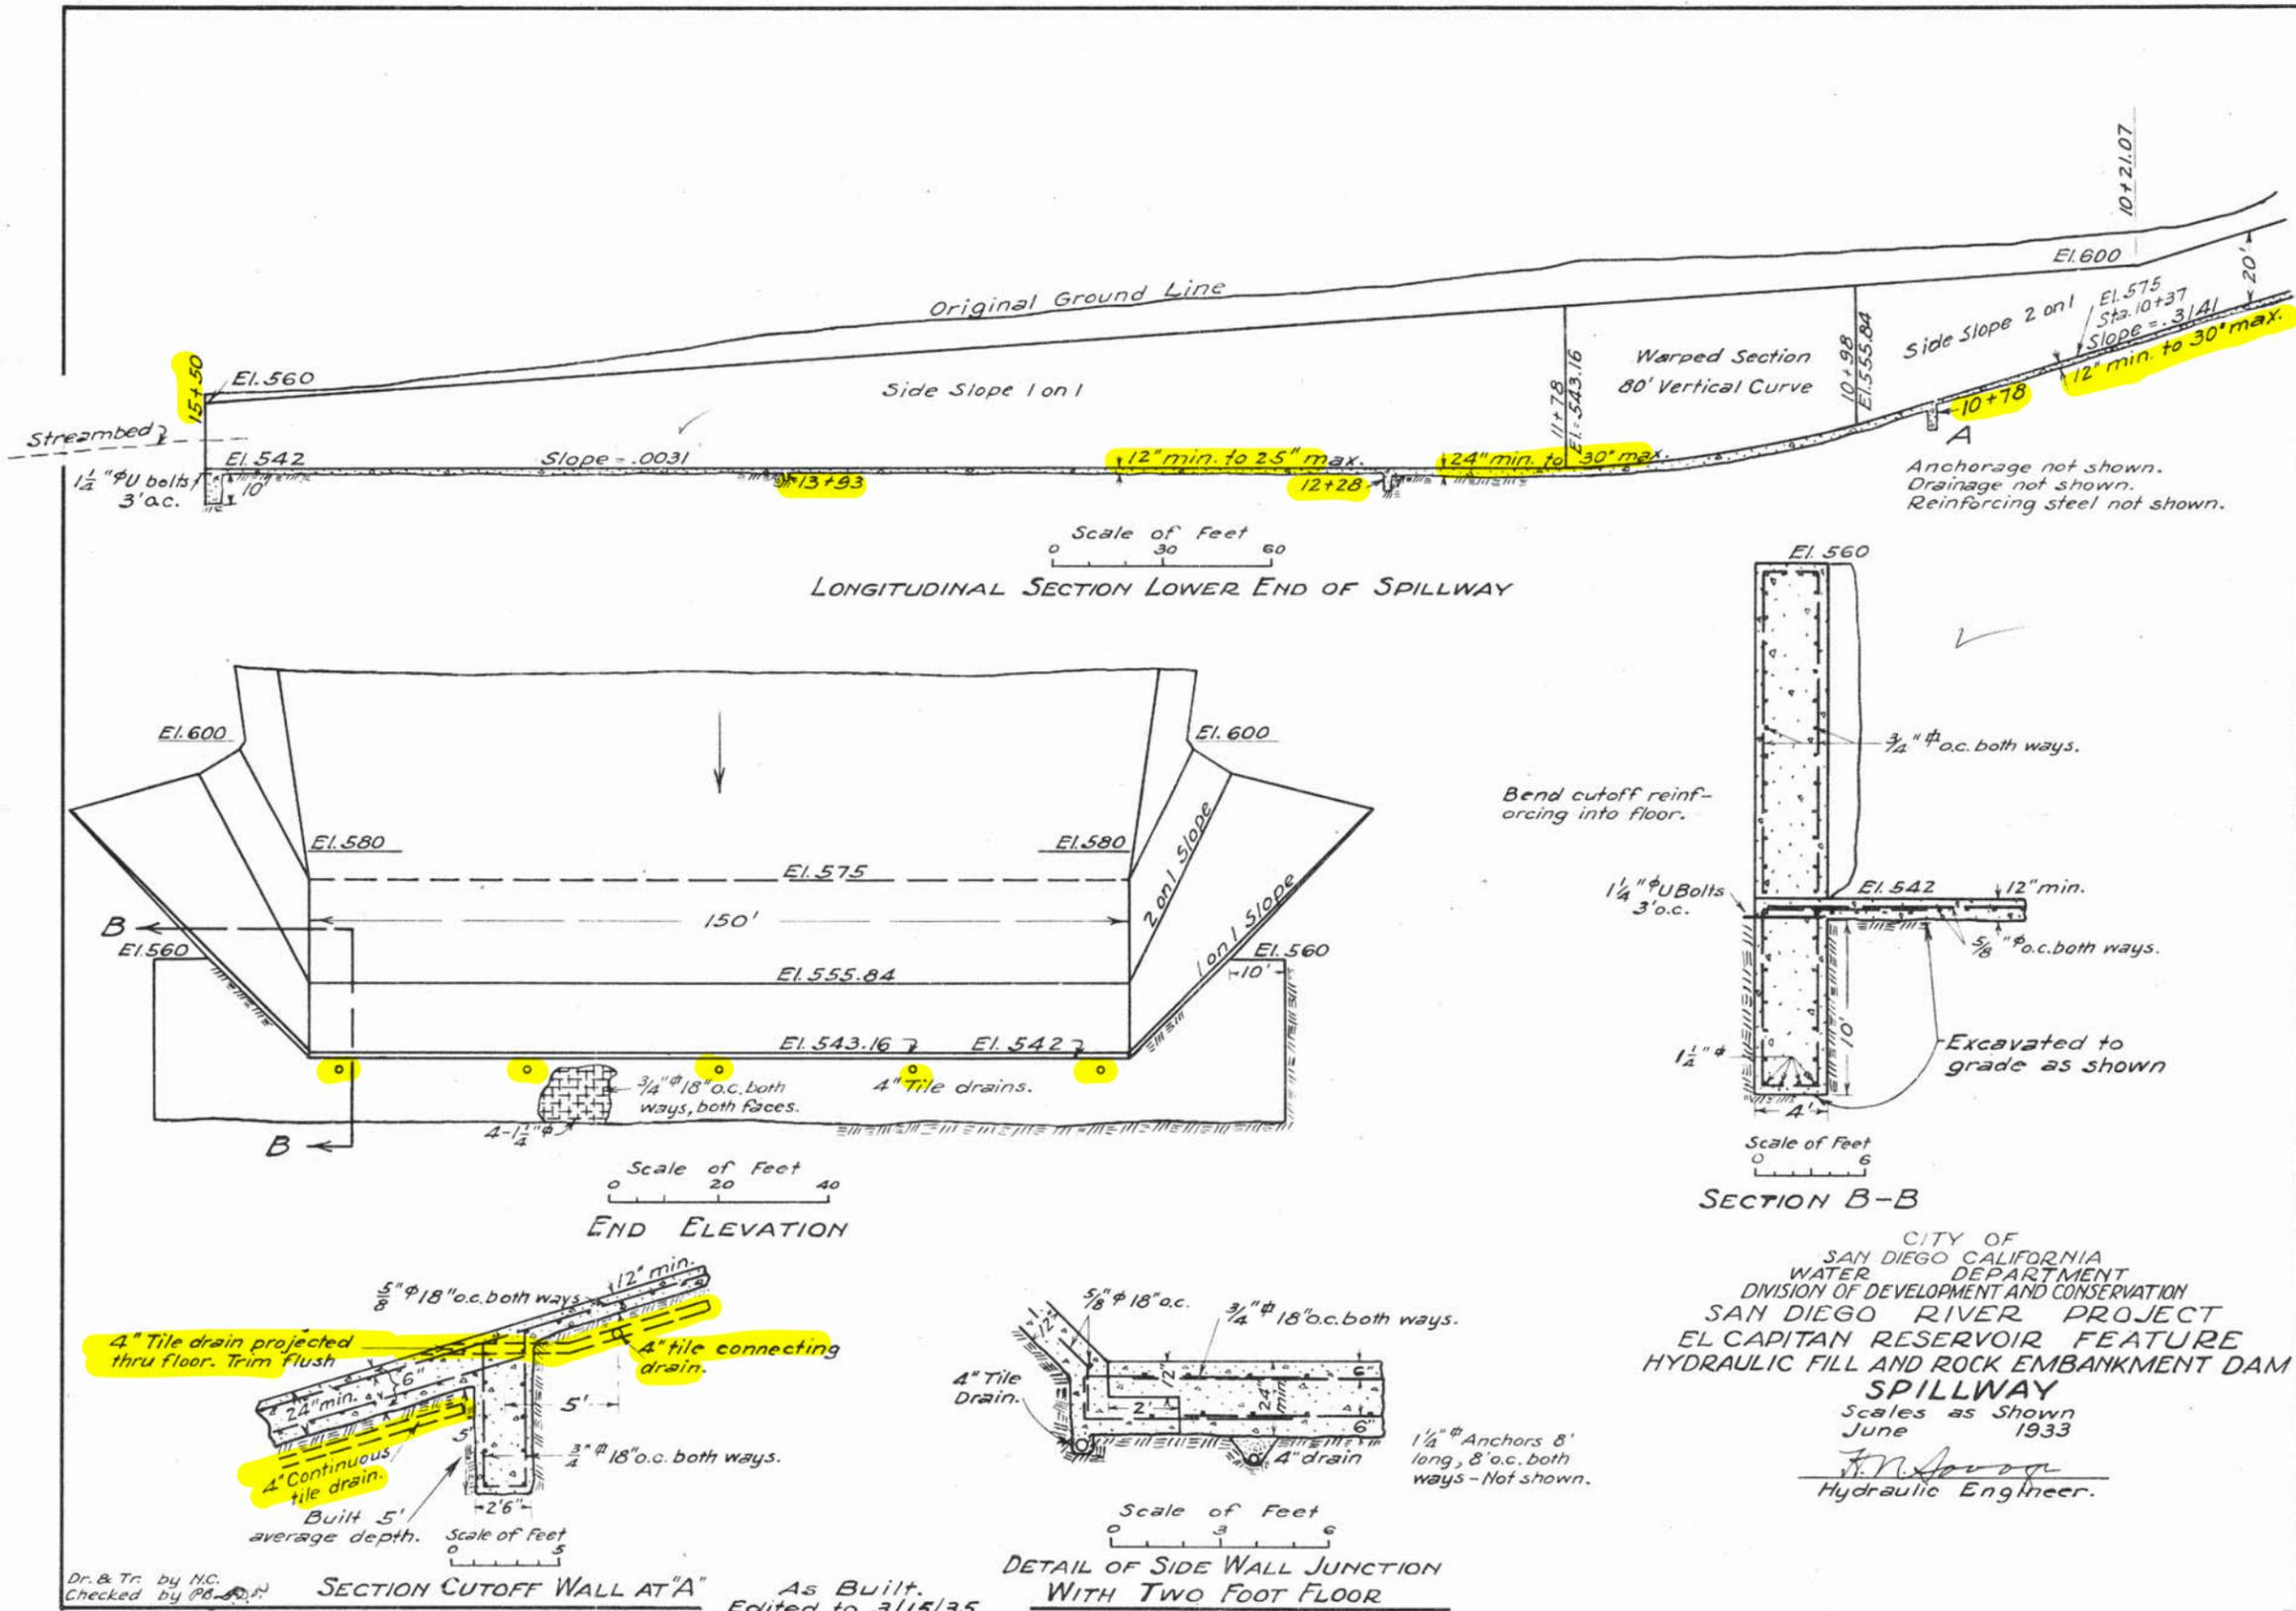 10+21.07
El. 600
20'
Original Ground Line
El. 575
Sta. 10+37
Slope = .3141
12" min. to 30" max.
Side Slope 2 on 1
15+50
El. 560
Side Slope 1 on 1
11+78
El. = 543.16
Warped Section
80' Vertical Curve
10+98
El. 555.84
10+78
A
Streambed
El. 542
Slope = .0031
12" min. to 25" max.
24" min. to 30" max.
1¼" ϕ U bolts
3' o.c.
10'
13+93
12+28
Anchorage not shown.
Drainage not shown.
Reinforcing steel not shown.
Scale of Feet
0 30 60
LONGITUDINAL SECTION LOWER END OF SPILLWAY
El. 600
El. 600
El. 580
El. 580
El. 575
2 on 1 Slope
150'
1 on 1 Slope
B
El. 560
El. 560
10'
El. 555.84
El. 543.16
El. 542
¾" ϕ 18" o.c. both
ways, both faces.
4" Tile drains.
4-1¼" ϕ
B
Scale of Feet
0 20 40
END ELEVATION
El. 560
¾" ϕ o.c. both ways.
Bend cutoff reinf-
orcing into floor.
1¼" ϕ U Bolts
3' o.c.
El. 542
12" min.
⅝" ϕ o.c. both ways.
10'
1¼" ϕ
Excavated to
grade as shown
4'
Scale of Feet
0 6
SECTION B-B
⅝" ϕ 18" o.c. both ways
12" min.
4" Tile drain projected
thru floor. Trim flush
4" tile connecting
drain.
6"
24" min.
5'
5'
4" Continuous
tile drain.
¾" ϕ 18" o.c. both ways.
Built 5'
average depth.
2'6"
Scale of Feet
0 5
SECTION CUTOFF WALL AT "A"
Dr. & Tr. by N.C.
Checked by
As Built.
Edited to 3/15/35
12"
⅝" ϕ 18" o.c.
¾" ϕ 18" o.c. both ways.
4" Tile
Drain.
12"
2'
24"
min.
6"
6"
4" drain
1¼" ϕ Anchors 8'
long, 8' o.c. both
ways - Not shown.
Scale of Feet
0 3 6
DETAIL OF SIDE WALL JUNCTION
WITH TWO FOOT FLOOR
CITY OF
SAN DIEGO CALIFORNIA
WATER DEPARTMENT
DIVISION OF DEVELOPMENT AND CONSERVATION
SAN DIEGO RIVER PROJECT
EL CAPITAN RESERVOIR FEATURE
HYDRAULIC FILL AND ROCK EMBANKMENT DAM
SPILLWAY
Scales as Shown
June 1933
Hydraulic Engineer.